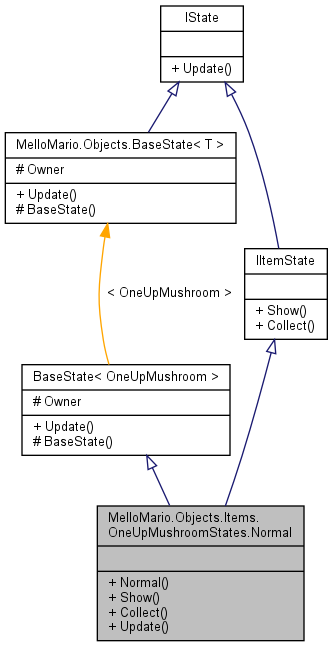 IState
+ Update()
MelloMario.Objects.BaseState< T >
# Owner
+ Update()
# BaseState()
IItemState
+ Show()
+ Collect()
< OneUpMushroom >
BaseState< OneUpMushroom >
# Owner
+ Update()
# BaseState()
MelloMario.Objects.Items.
OneUpMushroomStates.Normal
+ Normal()
+ Show()
+ Collect()
+ Update()